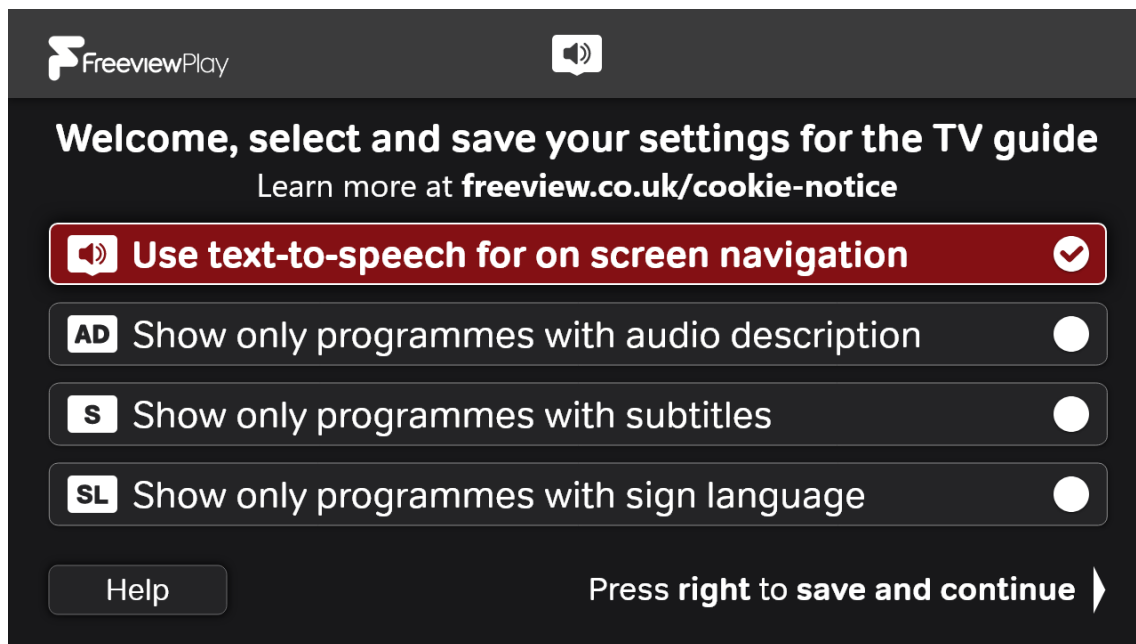 FreeviewPlay
Welcome, select and save your settings for the TV guide
Learn more at freeview.co.uk/cookie-notice
Use text-to-speech for on screen navigation
AD Show only programmes with audio description
S Show only programmes with subtitles
SL Show only programmes with sign language
Help
Press right to save and continue